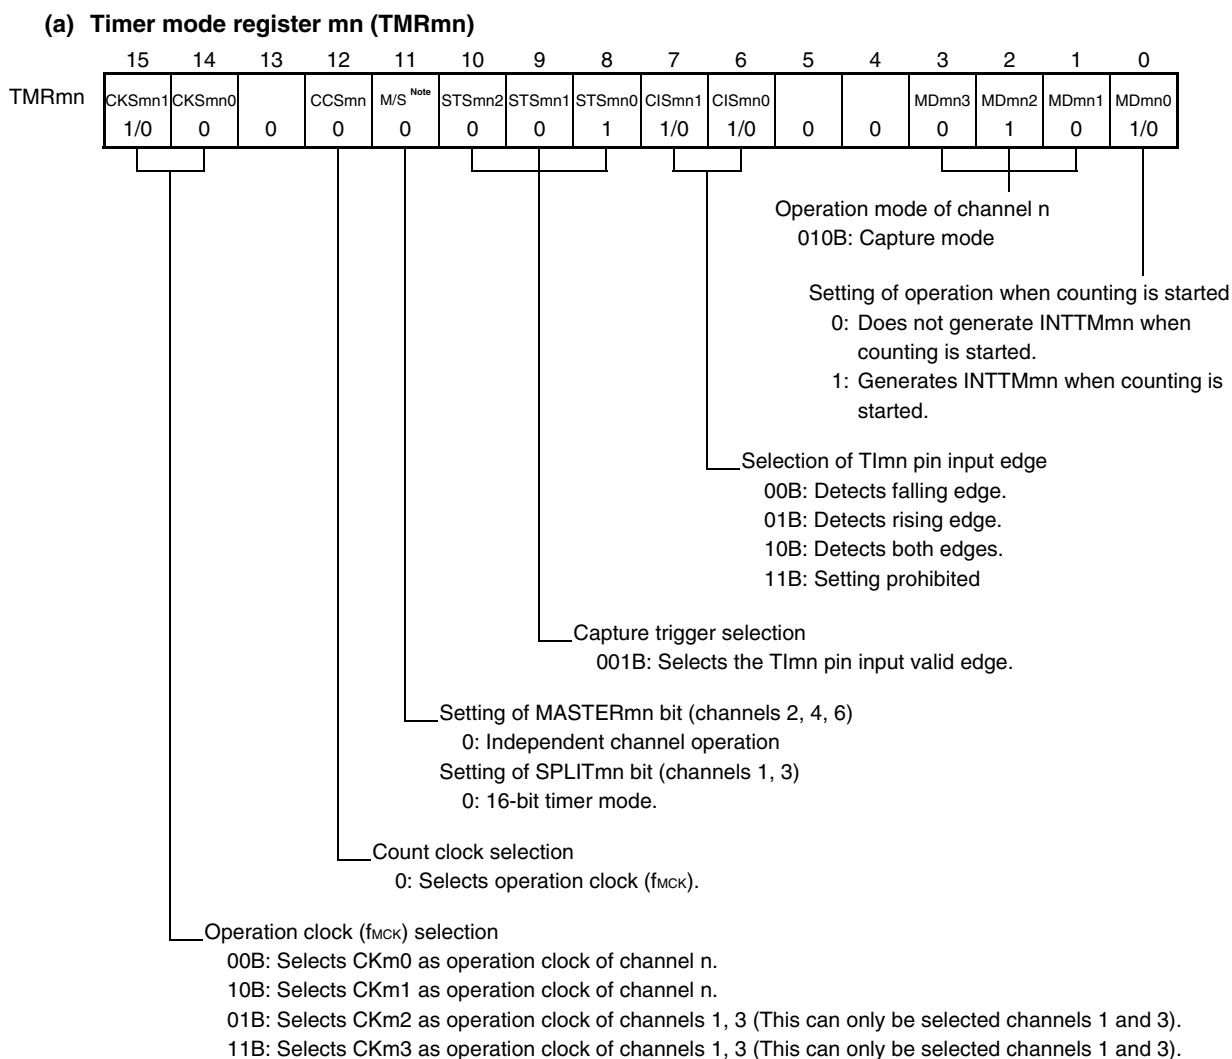 (a) Timer mode register mn (TMRmn)
15 14 13 12 11 10 9 8 7 6 5 4 3 2 1 0
TMRmn CKSmn1 CKSmn0 CCSmn M/S Note STSmn2 STSmn1 STSmn0 CISmn1 CISmn0 MDmn3 MDmn2 MDmn1 MDmn0
1/0 0 0 0 0 0 0 1 1/0 1/0 0 0 0 1 0 1/0
Operation mode of channel n
010B: Capture mode
Setting of operation when counting is started
0: Does not generate INTTMmn when
counting is started.
1: Generates INTTMmn when counting is
started.
Selection of TImn pin input edge
00B: Detects falling edge.
01B: Detects rising edge.
10B: Detects both edges.
11B: Setting prohibited
Capture trigger selection
001B: Selects the TImn pin input valid edge.
Setting of MASTERmn bit (channels 2, 4, 6)
0: Independent channel operation
Setting of SPLITmn bit (channels 1, 3)
0: 16-bit timer mode.
Count clock selection
0: Selects operation clock (fMCK).
Operation clock (fMCK) selection
00B: Selects CKm0 as operation clock of channel n.
10B: Selects CKm1 as operation clock of channel n.
01B: Selects CKm2 as operation clock of channels 1, 3 (This can only be selected channels 1 and 3).
11B: Selects CKm3 as operation clock of channels 1, 3 (This can only be selected channels 1 and 3).